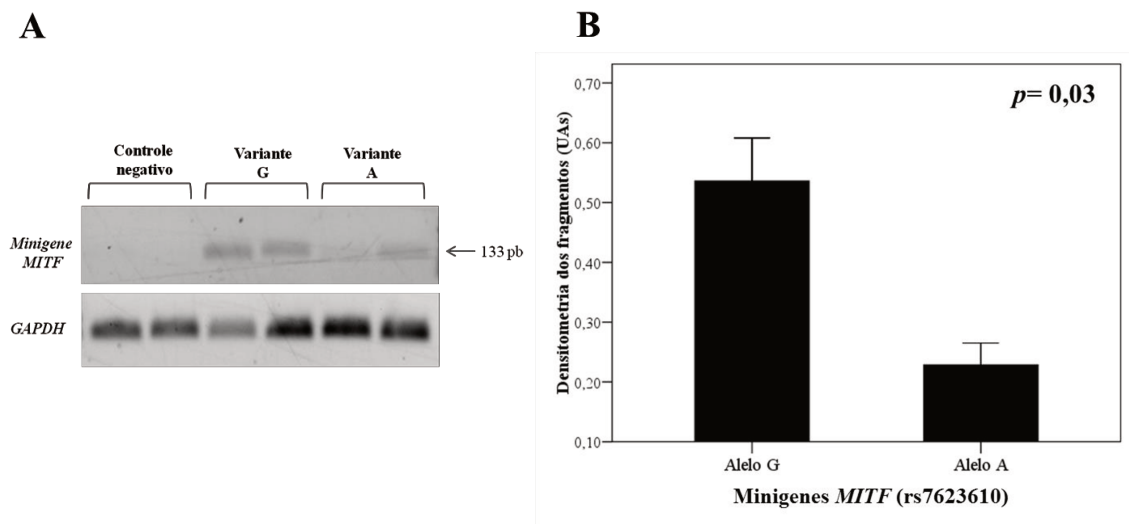 A
Controle
negativo
Variante
G
Variante
A
Minigene
MITF
133 pb
GAPDH
B
p= 0,03
Densitometria dos fragmentos (UAs)
0,70
0,60
0,50
0,40
0,30
0,20
0,10
Alelo G
Alelo A
Minigenes MITF (rs7623610)